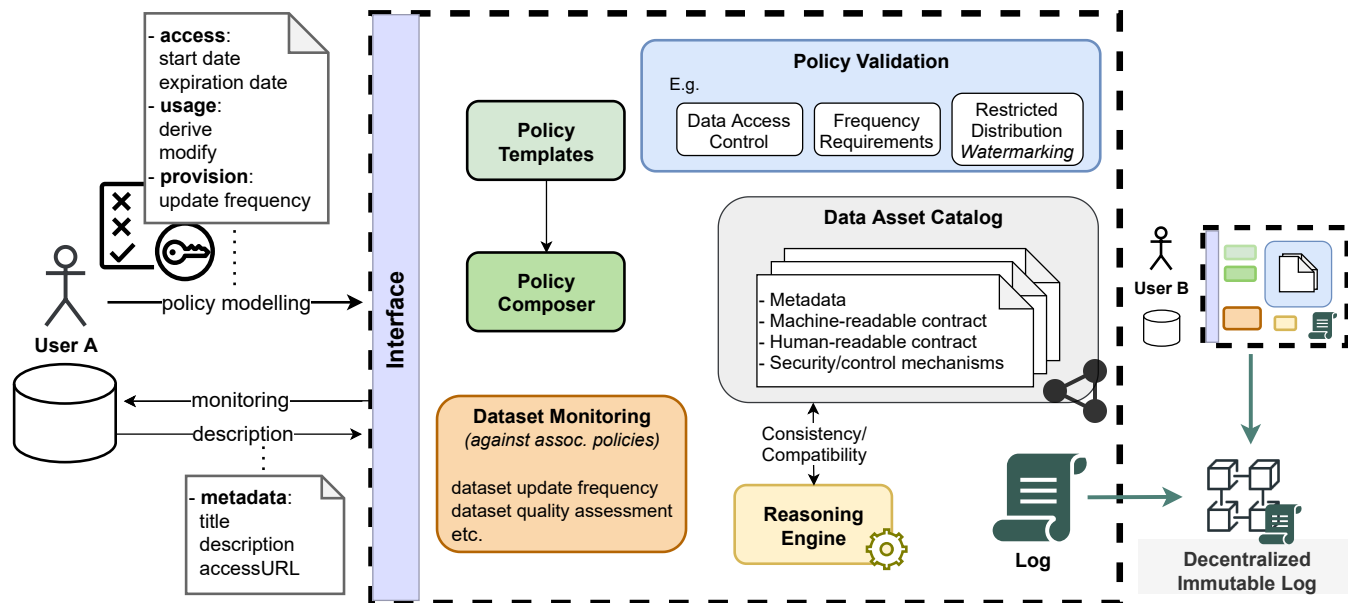 - access:
start date
expiration date
- usage:
derive
modify
- provision:
update frequency
policy modelling
User A
monitoring
description
- metadata:
title
description
accessURL
Interface
Policy
Templates
Policy
Composer
Policy Validation
E.g.
Data Access
Control
Frequency
Requirements
Restricted
Distribution
Watermarking
Data Asset Catalog
- Metadata
- Machine-readable contract
- Human-readable contract
- Security/control mechanisms
Dataset Monitoring
(against assoc. policies)
dataset update frequency
dataset quality assessment
etc.
Consistency/
Compatibility
Reasoning
Engine
Log
User B
Decentralized
Immutable Log